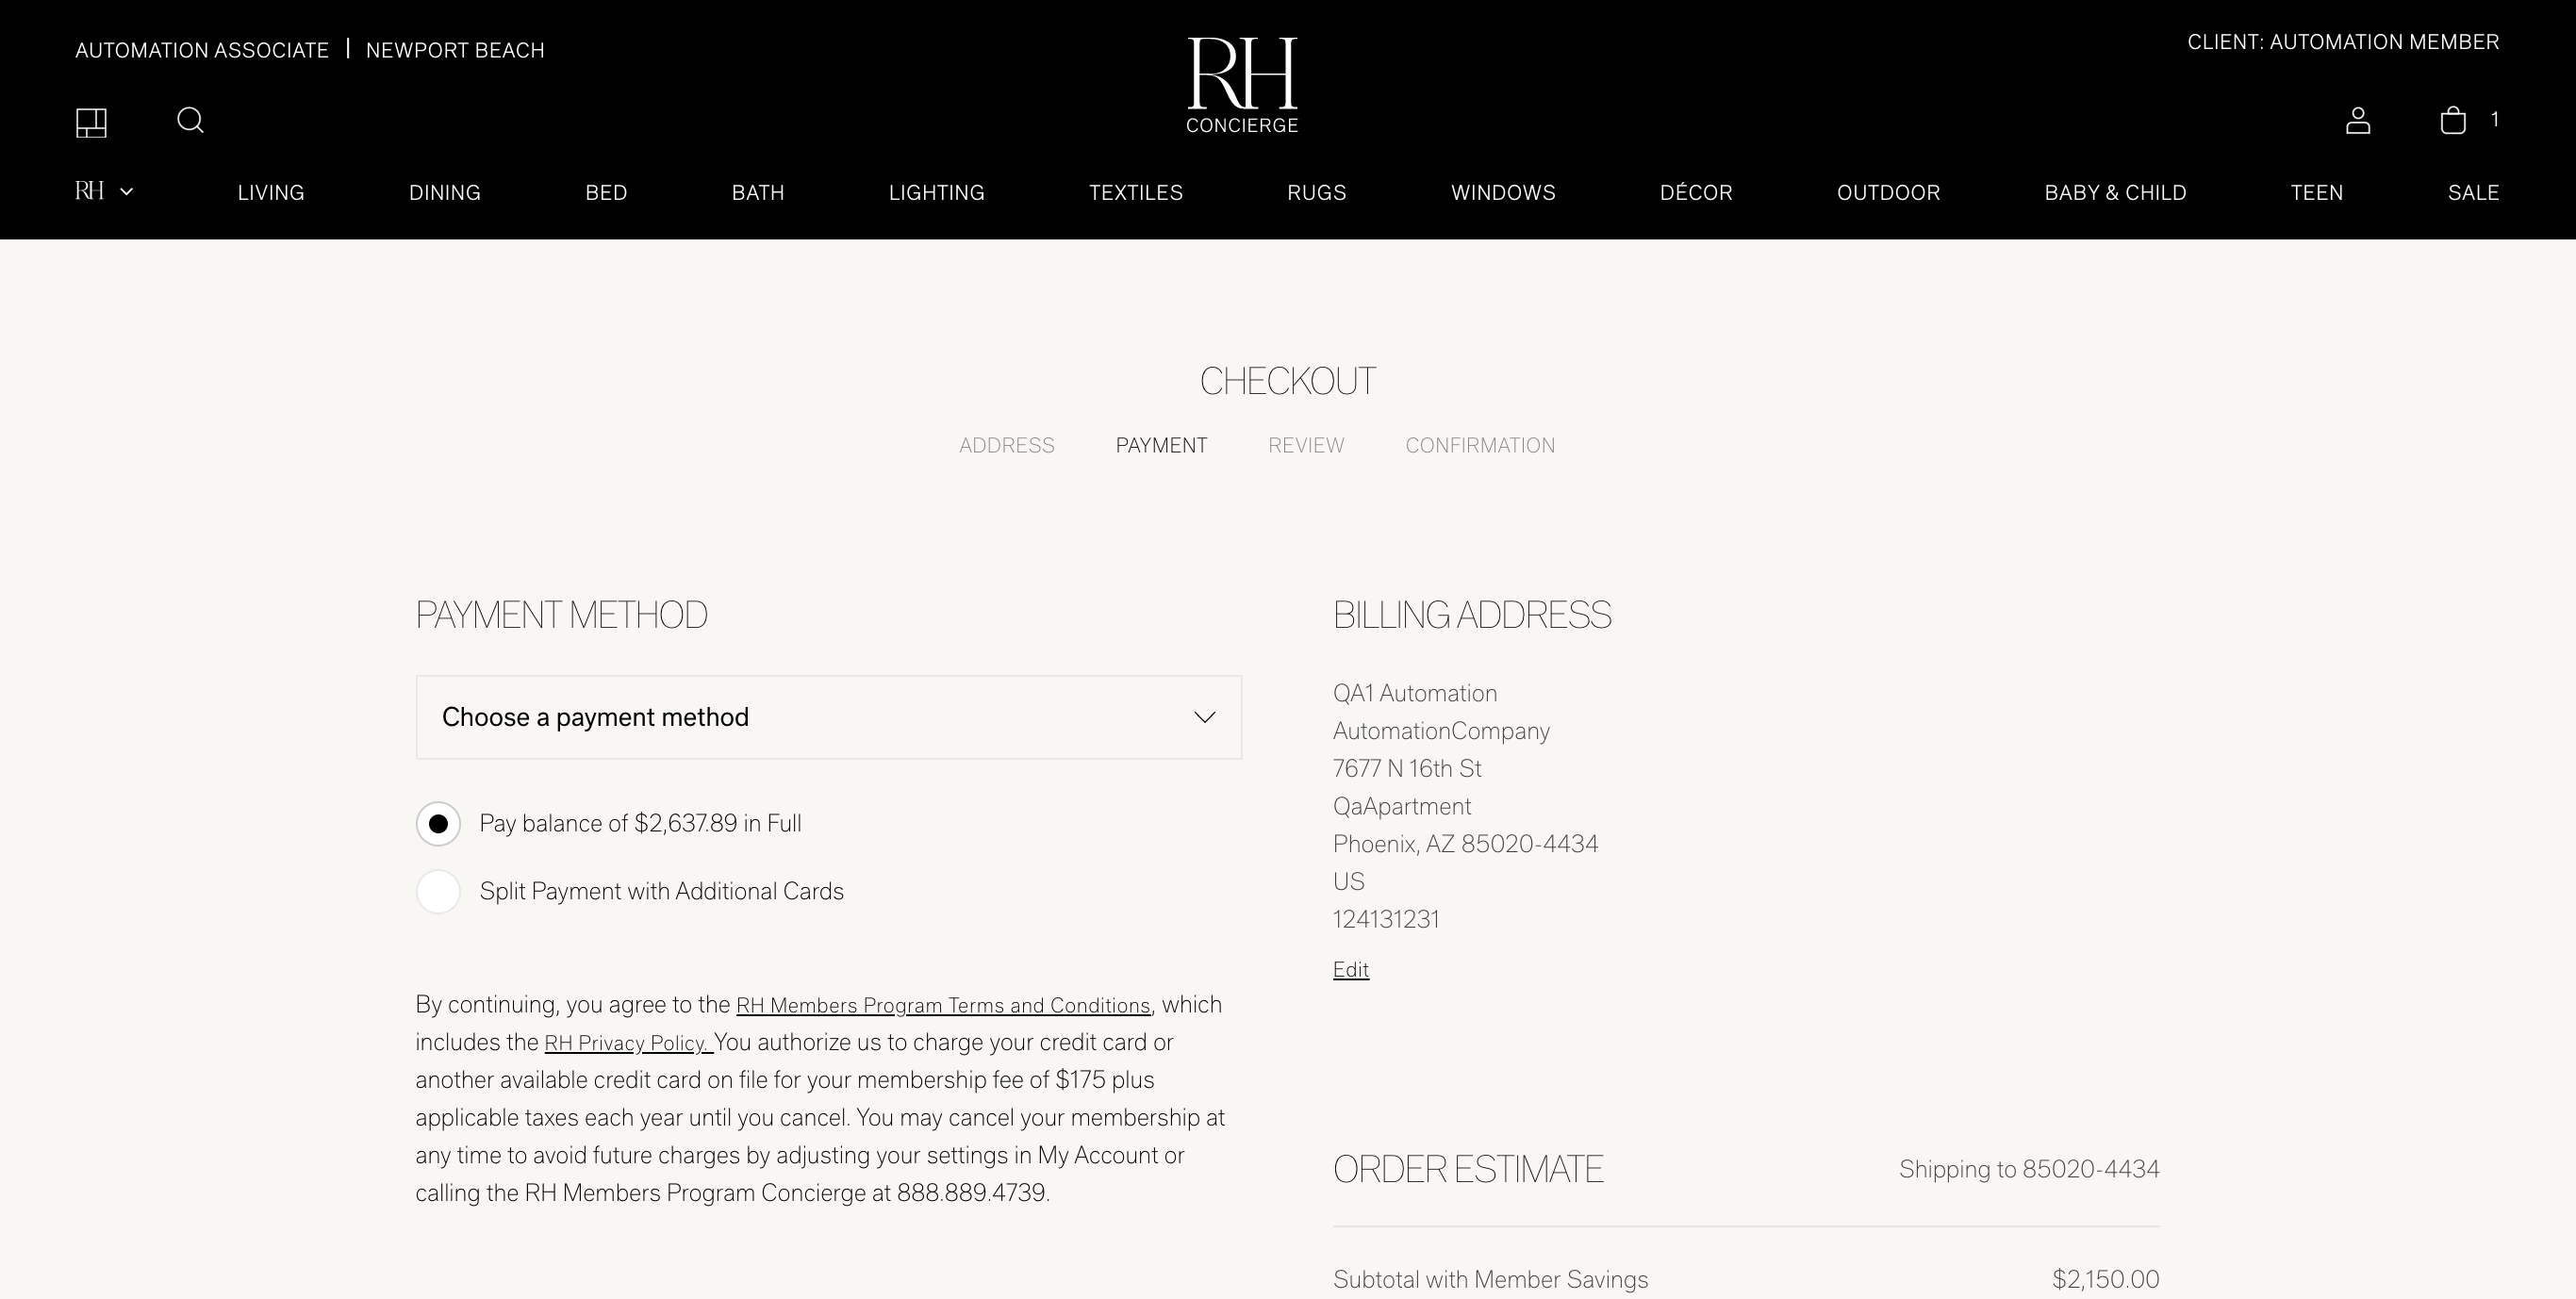 AUTOMATION ASSOCIATE | NEWPORT BEACH
RH
CONCIERGE
CLIENT: AUTOMATION MEMBER
1
RH
LIVING
DINING
BED
BATH
LIGHTING
TEXTILES
RUGS
WINDOWS
DÉCOR
OUTDOOR
BABY & CHILD
TEEN
SALE
CHECKOUT
ADDRESS
PAYMENT
REVIEW
CONFIRMATION
PAYMENT METHOD
Choose a payment method
Pay balance of $2,637.89 in Full
Split Payment with Additional Cards
By continuing, you agree to the RH Members Program Terms and Conditions, which
includes the RH Privacy Policy. You authorize us to charge your credit card or
another available credit card on file for your membership fee of $175 plus
applicable taxes each year until you cancel. You may cancel your membership at
any time to avoid future charges by adjusting your settings in My Account or
calling the RH Members Program Concierge at 888.889.4739.
BILLING ADDRESS
QA1 Automation
AutomationCompany
7677 N 16th St
QaApartment
Phoenix, AZ 85020-4434
US
124131231
Edit
ORDER ESTIMATE
Shipping to 85020-4434
Subtotal with Member Savings
$2,150.00